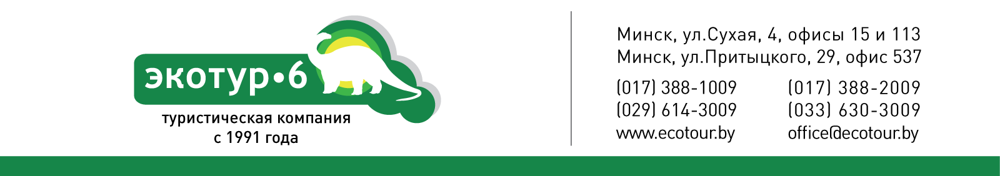 экотур•6
туристическая компания
с 1991 года
Минск, ул.Сухая, 4, офисы 15 и 113
Минск, ул.Притыцкого, 29, офис 537
(017) 388-1009 (017) 388-2009
(029) 614-3009 (033) 630-3009
www.ecotour.by office@ecotour.by